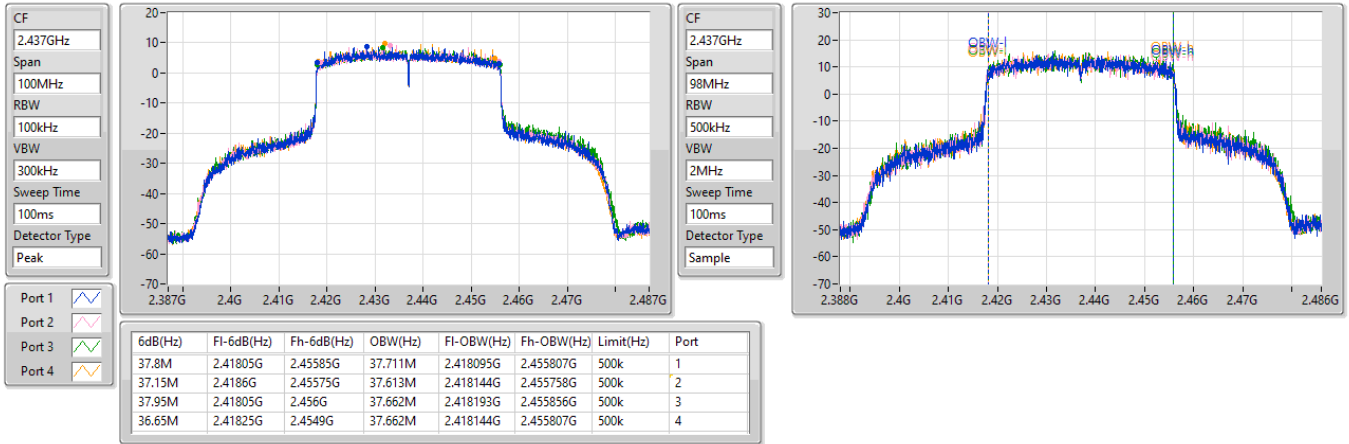 CF
2.437GHz
Span
100MHz
RBW
100kHz
VBW
300kHz
Sweep Time
100ms
Detector Type
Peak
20
10
0
-10
-20
-30
-40
-50
-60
-70
2.387G 2.4G 2.41G 2.42G 2.43G 2.44G 2.45G 2.46G 2.47G 2.487G
CF
2.437GHz
Span
98MHz
RBW
500kHz
VBW
2MHz
Sweep Time
100ms
Detector Type
Sample
30
20
10
0
-10
-20
-30
-40
-50
-60
-70
OBW-l
OBW-h
2.388G 2.4G 2.41G 2.42G 2.43G 2.44G 2.45G 2.46G 2.47G 2.486G
Port 1
Port 2
Port 3
Port 4
6dB(Hz) Fl-6dB(Hz) Fh-6dB(Hz) OBW(Hz) Fl-OBW(Hz) Fh-OBW(Hz) Limit(Hz) Port
37.8M 2.41805G 2.45585G 37.711M 2.418095G 2.455807G 500k 1
37.15M 2.4186G 2.45575G 37.613M 2.418144G 2.455758G 500k 2
37.95M 2.41805G 2.456G 37.662M 2.418193G 2.455856G 500k 3
36.65M 2.41825G 2.4549G 37.662M 2.418144G 2.455807G 500k 4